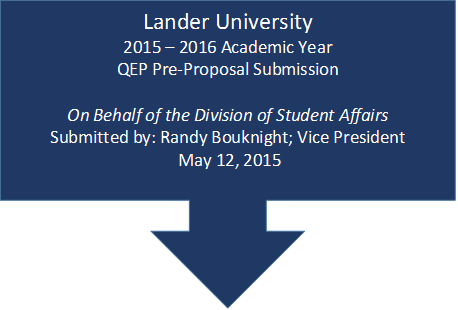 Lander University
2015 – 2016 Academic Year
QEP Pre-Proposal Submission
On Behalf of the Division of Student Affairs
Submitted by: Randy Bouknight; Vice President
May 12, 2015